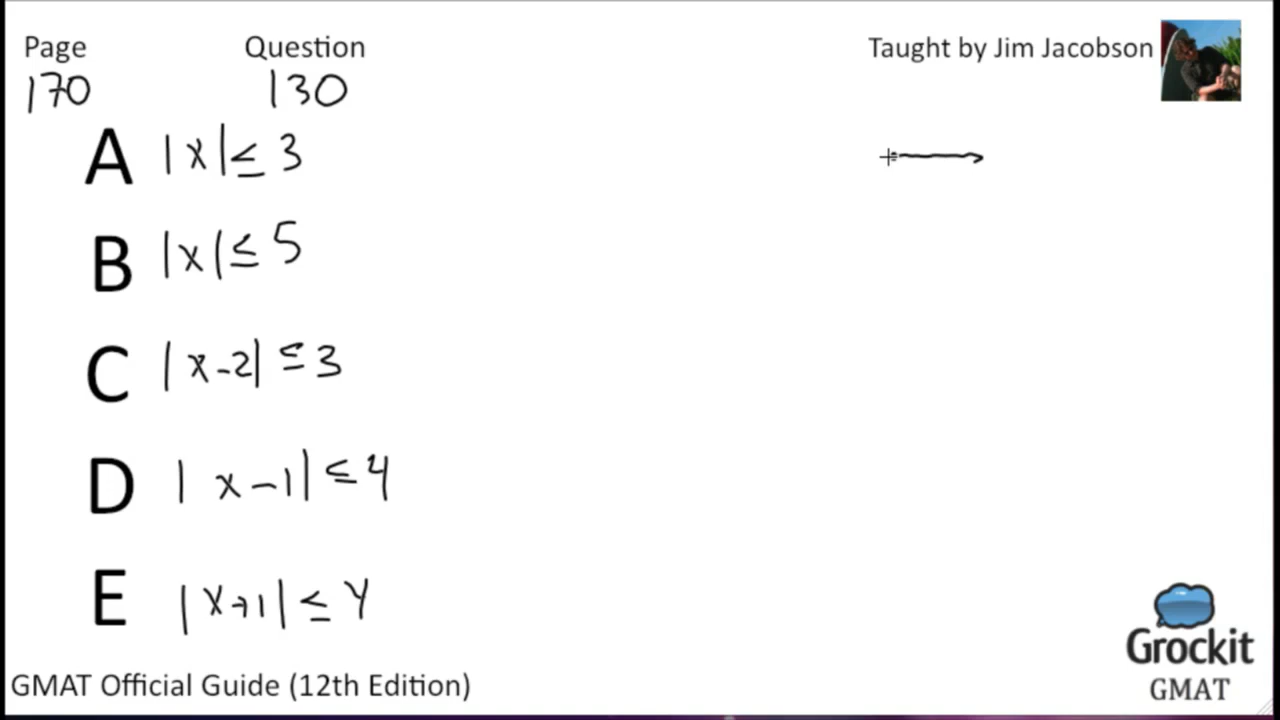 Page Question Taught by Jim Jacobson
170 130
A |x| ≤ 3
B |x| ≤ 5
C |x-2| ≤ 3
D |x-1| ≤ 4
E |x+1| ≤ 4
Grockit
GMAT
GMAT Official Guide (12th Edition)